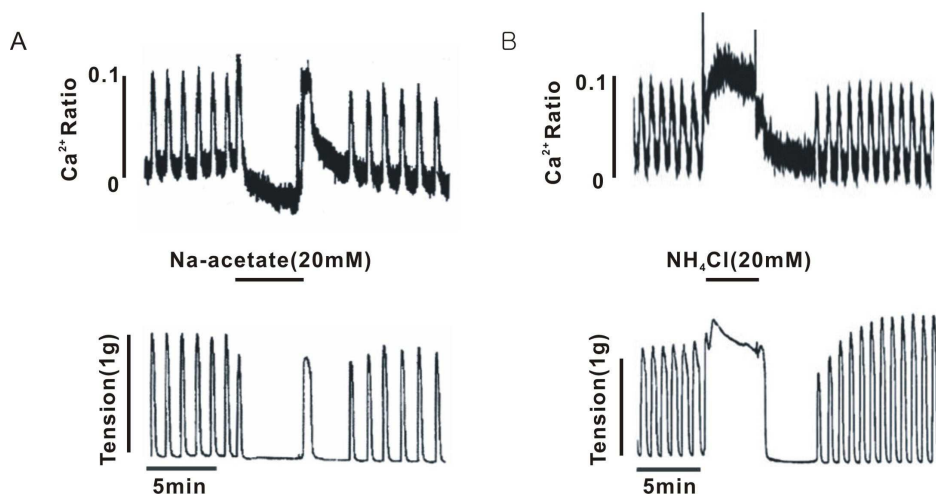 A
B
0.1
0
Ca²⁺ Ratio
0.1
0
Ca²⁺ Ratio
Na-acetate(20mM)
NH₄Cl(20mM)
Tension(1g)
Tension(1g)
5min
5min